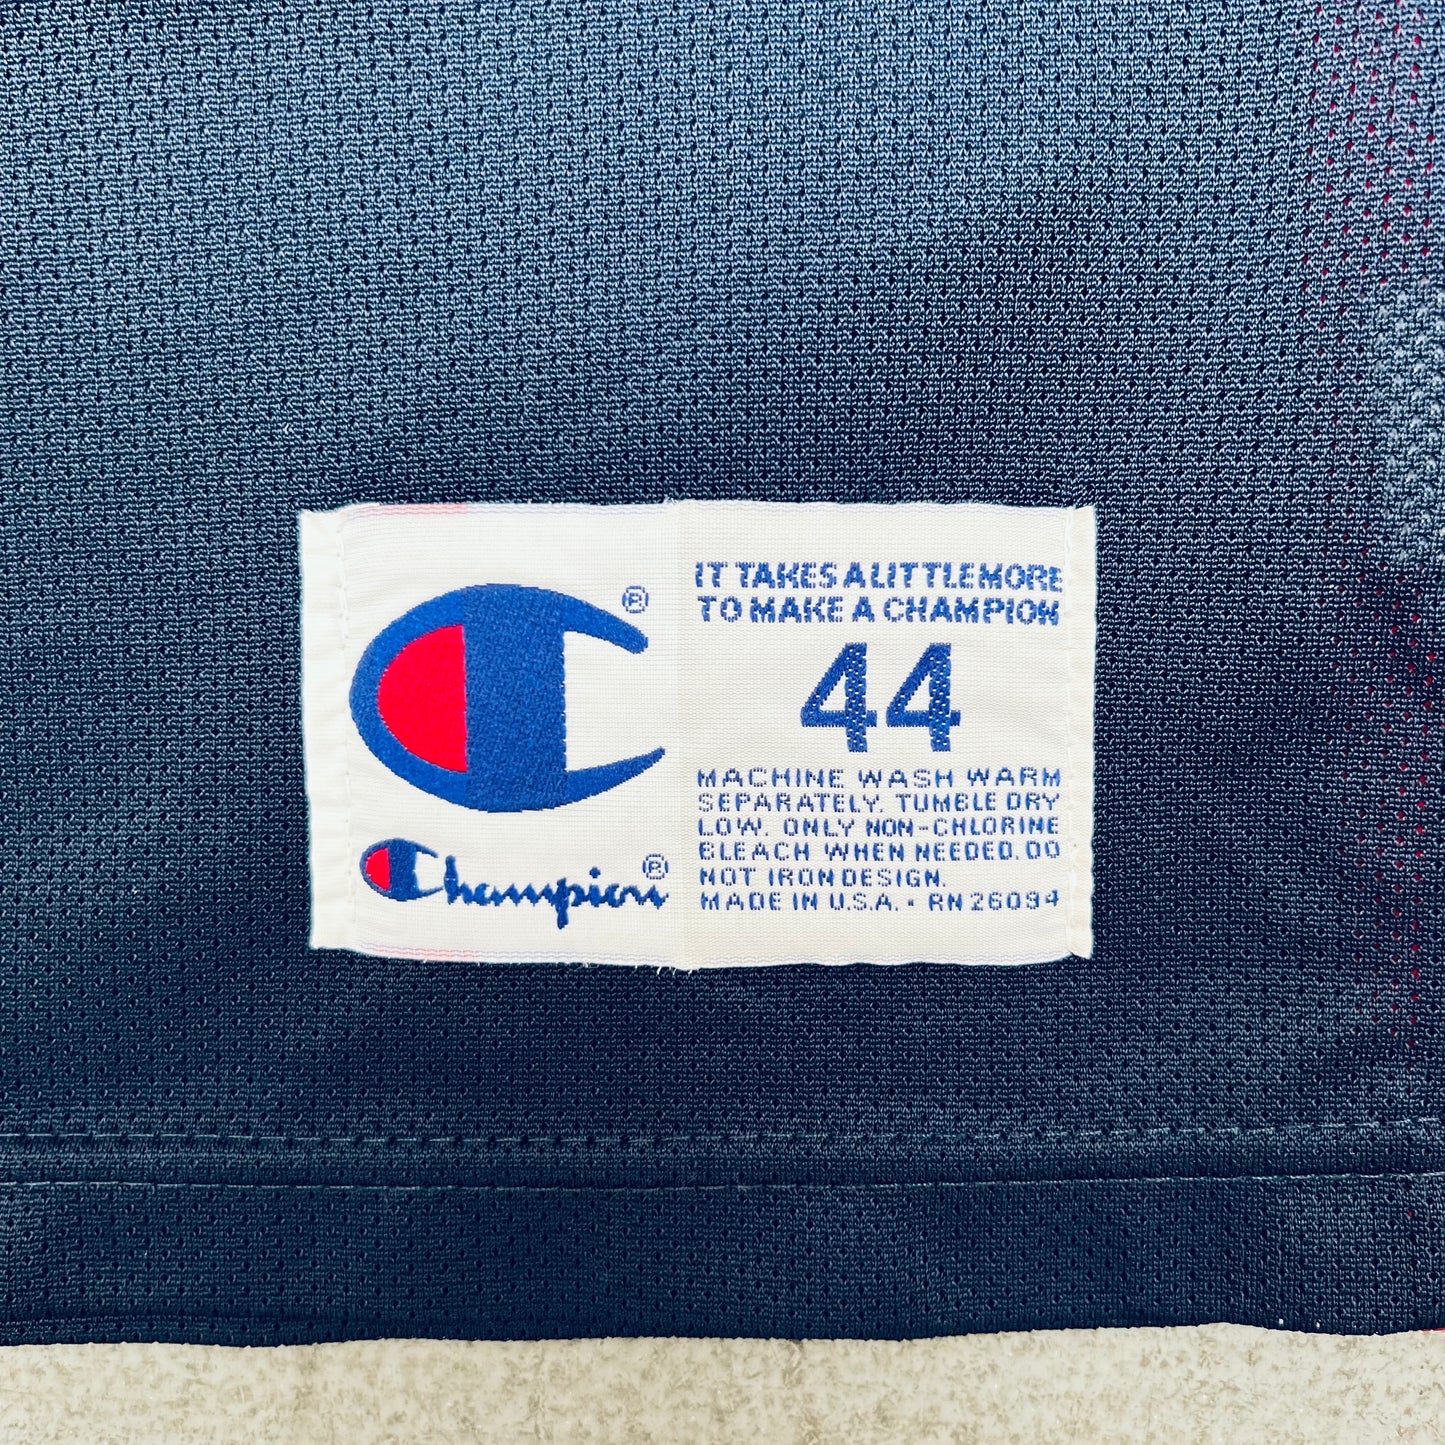 ®
Champion®
IT TAKES A LITTLE MORE
TO MAKE A CHAMPION
44
MACHINE WASH WARM
SEPARATELY. TUMBLE DRY
LOW. ONLY NON-CHLORINE
BLEACH WHEN NEEDED. DO
NOT IRON DESIGN.
MADE IN U.S.A. • RN 26094